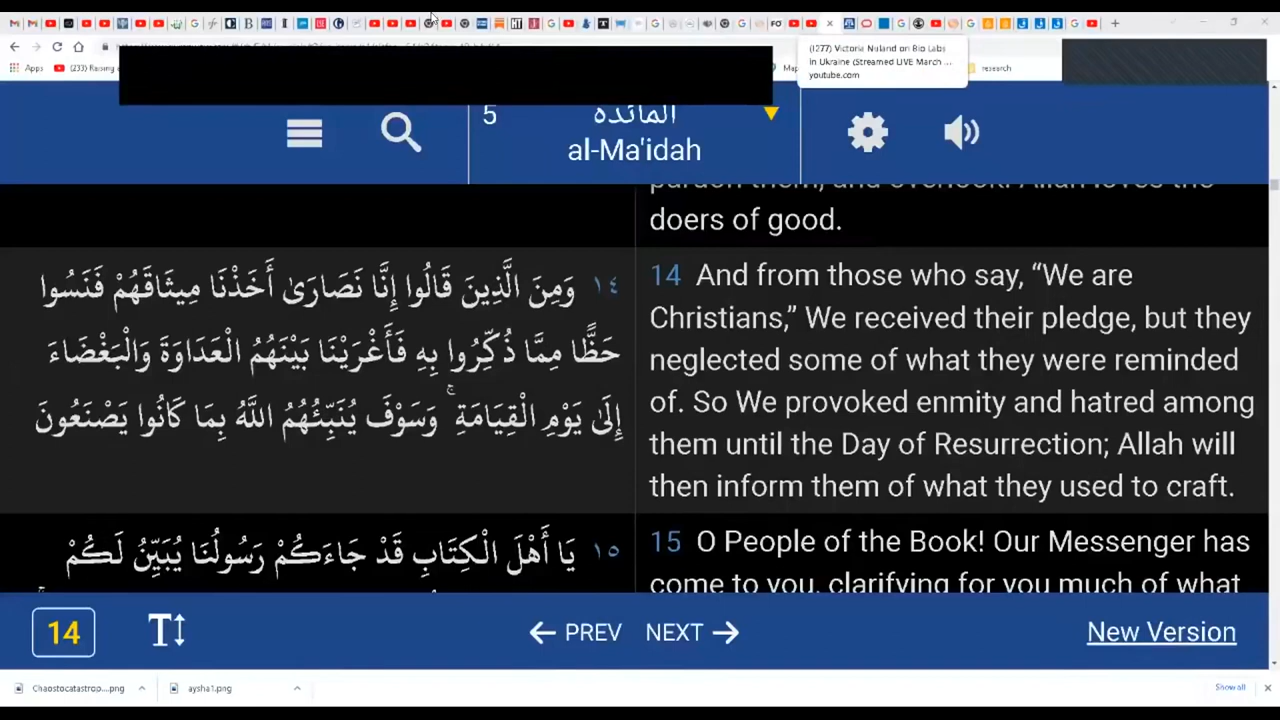 (1277) Victoria Nuland on Bio Labs
in Ukraine (Streamed LIVE March ...
youtube.com
Apps
(233) Raising
research
5
المائدة
al-Ma'idah
doers of good.
١٤ وَمِنَ الَّذِينَ قَالُوا إِنَّا نَصَارَىٰ أَخَذْنَا مِيثَاقَهُمْ فَنَسُوا
حَظًّا مِمَّا ذُكِّرُوا بِهِ فَأَغْرَيْنَا بَيْنَهُمُ الْعَدَاوَةَ وَالْبَغْضَاءَ
إِلَىٰ يَوْمِ الْقِيَامَةِ ۚ وَسَوْفَ يُنَبِّئُهُمُ اللَّهُ بِمَا كَانُوا يَصْنَعُونَ
14 And from those who say, “We are
Christians,” We received their pledge, but they
neglected some of what they were reminded
of. So We provoked enmity and hatred among
them until the Day of Resurrection; Allah will
then inform them of what they used to craft.
١٥ يَا أَهْلَ الْكِتَابِ قَدْ جَاءَكُمْ رَسُولُنَا يُبَيِّنُ لَكُمْ
15 O People of the Book! Our Messenger has
come to you, clarifying for you much of what
14
T
PREV NEXT
New Version
Chaostocatastrop....png
aysha1.png
Show all